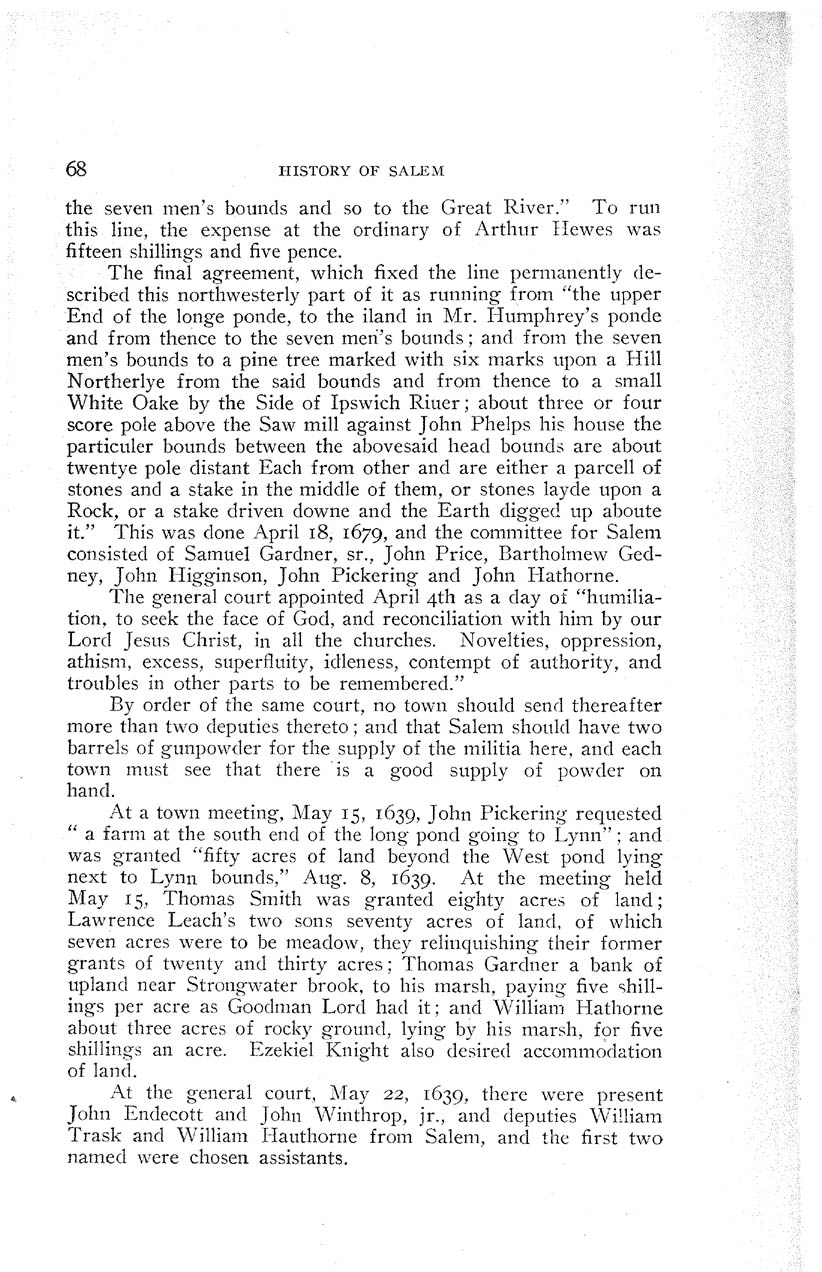 68 HISTORY OF SALEM
the seven men's bounds and so to the Great River." To run
this line, the expense at the ordinary of Arthur Hewes was
fifteen shillings and five pence.
The final agreement, which fixed the line permanently de-
scribed this northwesterly part of it as running from "the upper
End of the longe ponde, to the iland in Mr. Humphrey's ponde
and from thence to the seven men's bounds; and from the seven
men's bounds to a pine tree marked with six marks upon a Hill
Northerlye from the said bounds and from thence to a small
White Oake by the Side of Ipswich Riuer; about three or four
score pole above the Saw mill against John Phelps his house the
particuler bounds between the abovesaid head bounds are about
twentye pole distant Each from other and are either a parcell of
stones and a stake in the middle of them, or stones layde upon a
Rock, or a stake driven downe and the Earth digged up aboute
it." This was done April 18, 1679, and the committee for Salem
consisted of Samuel Gardner, sr., John Price, Bartholmew Ged-
ney, John Higginson, John Pickering and John Hathorne.
The general court appointed April 4th as a day of "humilia-
tion, to seek the face of God, and reconciliation with him by our
Lord Jesus Christ, in all the churches. Novelties, oppression,
athism, excess, superfluity, idleness, contempt of authority, and
troubles in other parts to be remembered."
By order of the same court, no town should send thereafter
more than two deputies thereto; and that Salem should have two
barrels of gunpowder for the supply of the militia here, and each
town must see that there is a good supply of powder on
hand.
At a town meeting, May 15, 1639, John Pickering requested
" a farm at the south end of the long pond going to Lynn"; and
was granted "fifty acres of land beyond the West pond lying
next to Lynn bounds," Aug. 8, 1639. At the meeting held
May 15, Thomas Smith was granted eighty acres of land;
Lawrence Leach's two sons seventy acres of land, of which
seven acres were to be meadow, they relinquishing their former
grants of twenty and thirty acres; Thomas Gardner a bank of
upland near Strongwater brook, to his marsh, paying five shill-
ings per acre as Goodman Lord had it; and William Hathorne
about three acres of rocky ground, lying by his marsh, for five
shillings an acre. Ezekiel Knight also desired accommodation
of land.
At the general court, May 22, 1639, there were present
John Endecott and John Winthrop, jr., and deputies William
Trask and William Hauthorne from Salem, and the first two
named were chosen assistants.